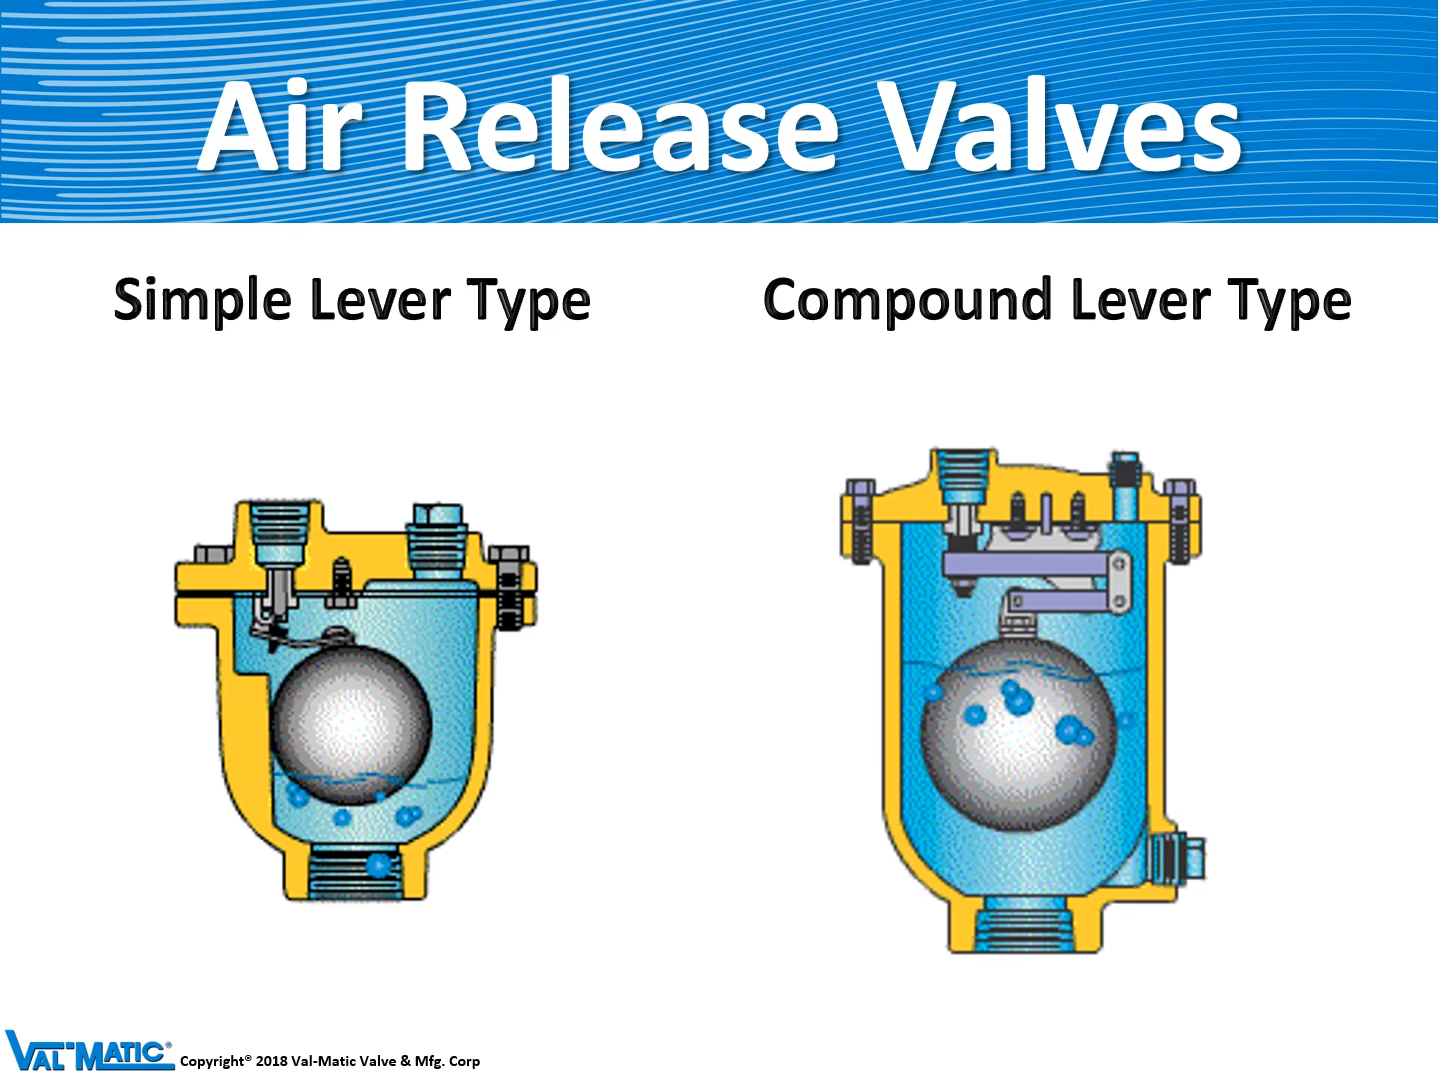 Air Release Valves
Simple Lever Type
Compound Lever Type
VAL-MATIC®
Copyright® 2018 Val-Matic Valve & Mfg. Corp